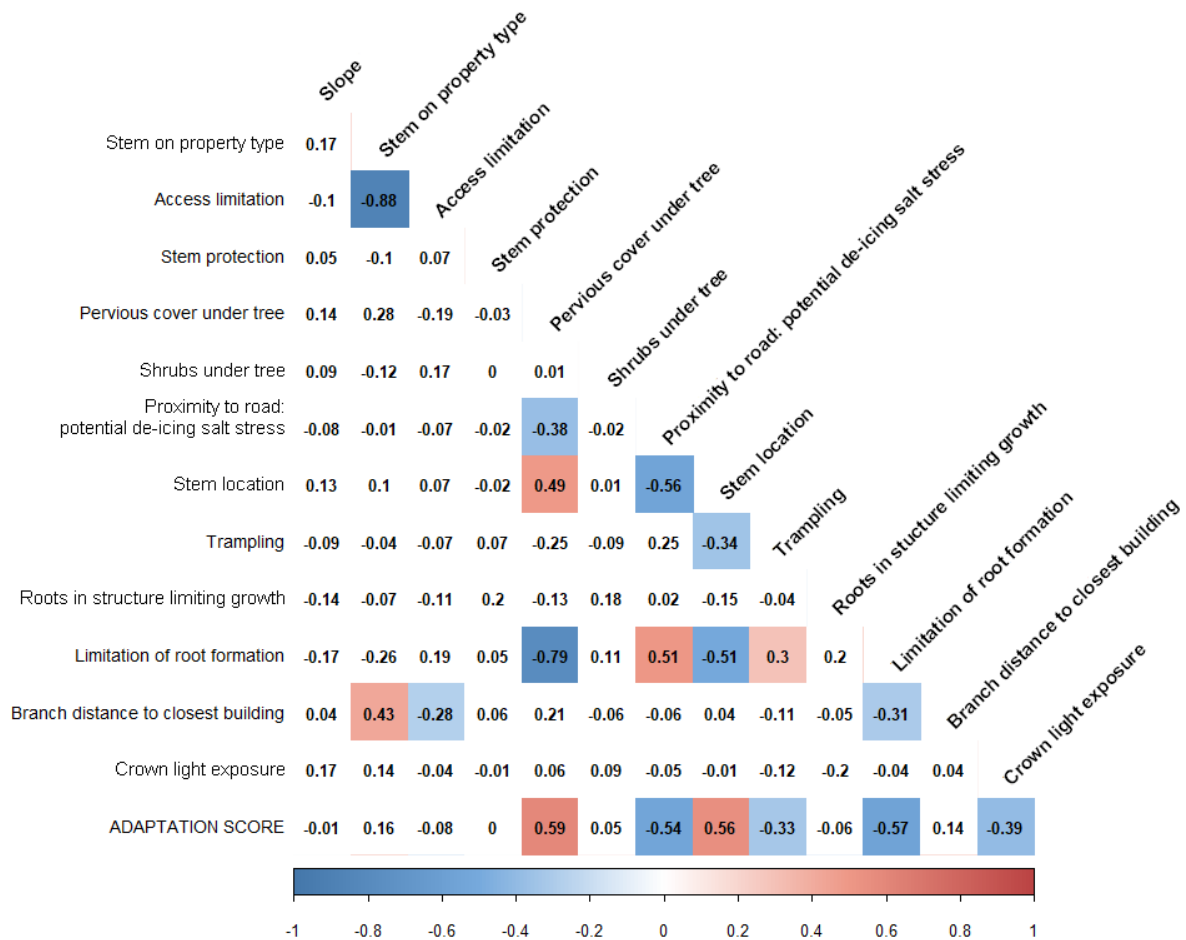 Slope
Stem on property type
Access limitation
Stem protection
Pervious cover under tree
Shrubs under tree
Proximity to road: potential de-icing salt stress
Stem location
Trampling
Roots in stucture limiting growth
Limitation of root formation
Branch distance to closest building
Crown light exposure
Stem on property type 0.17
Access limitation -0.1 -0.88
Stem protection 0.05 -0.1 0.07
Pervious cover under tree 0.14 0.28 -0.19 -0.03
Shrubs under tree 0.09 -0.12 0.17 0 0.01
Proximity to road:
potential de-icing salt stress -0.08 -0.01 -0.07 -0.02 -0.38 -0.02
Stem location 0.13 0.1 0.07 -0.02 0.49 0.01 -0.56
Trampling -0.09 -0.04 -0.07 0.07 -0.25 -0.09 0.25 -0.34
Roots in structure limiting growth -0.14 -0.07 -0.11 0.2 -0.13 0.18 0.02 -0.15 -0.04
Limitation of root formation -0.17 -0.26 0.19 0.05 -0.79 0.11 0.51 -0.51 0.3 0.2
Branch distance to closest building 0.04 0.43 -0.28 0.06 0.21 -0.06 -0.06 0.04 -0.11 -0.05 -0.31
Crown light exposure 0.17 0.14 -0.04 -0.01 0.06 0.09 -0.05 -0.01 -0.12 -0.2 -0.04 0.04
ADAPTATION SCORE -0.01 0.16 -0.08 0 0.59 0.05 -0.54 0.56 -0.33 -0.06 -0.57 0.14 -0.39
-1 -0.8 -0.6 -0.4 -0.2 0 0.2 0.4 0.6 0.8 1